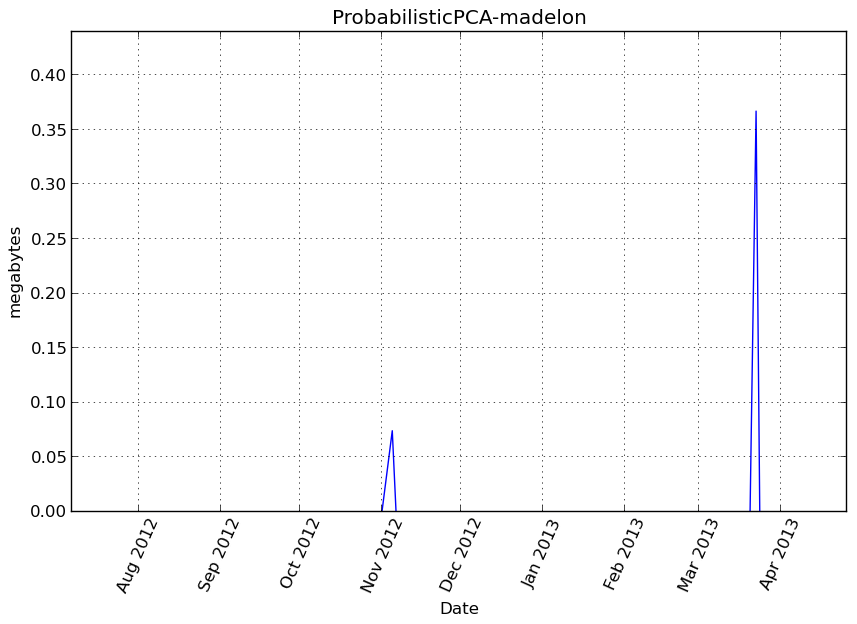 ProbabilisticPCA-madelon
0.40
0.35
0.30
0.25
0.20
0.15
0.10
0.05
0.00
megabytes
Aug 2012
Sep 2012
Oct 2012
Nov 2012
Dec 2012
Jan 2013
Feb 2013
Mar 2013
Apr 2013
Date